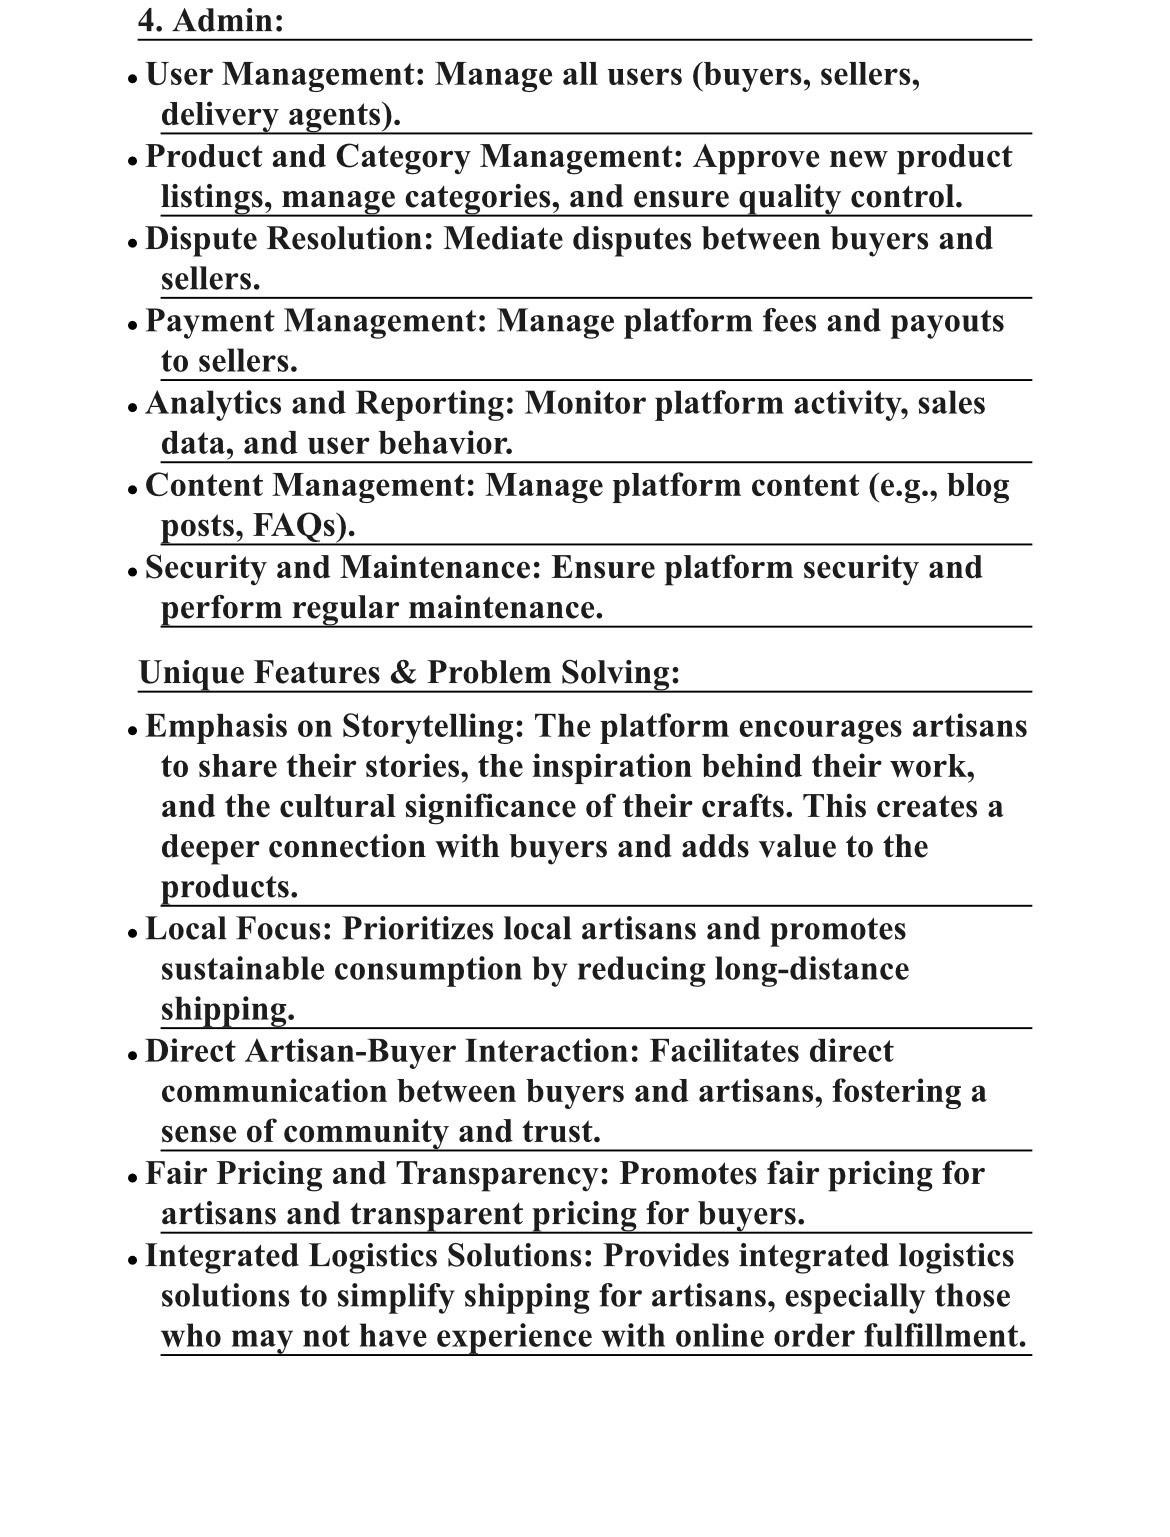 4. Admin:
• User Management: Manage all users (buyers, sellers,
delivery agents).
• Product and Category Management: Approve new product
listings, manage categories, and ensure quality control.
• Dispute Resolution: Mediate disputes between buyers and
sellers.
• Payment Management: Manage platform fees and payouts
to sellers.
• Analytics and Reporting: Monitor platform activity, sales
data, and user behavior.
• Content Management: Manage platform content (e.g., blog
posts, FAQs).
• Security and Maintenance: Ensure platform security and
perform regular maintenance.
Unique Features & Problem Solving:
• Emphasis on Storytelling: The platform encourages artisans
to share their stories, the inspiration behind their work,
and the cultural significance of their crafts. This creates a
deeper connection with buyers and adds value to the
products.
• Local Focus: Prioritizes local artisans and promotes
sustainable consumption by reducing long-distance
shipping.
• Direct Artisan-Buyer Interaction: Facilitates direct
communication between buyers and artisans, fostering a
sense of community and trust.
• Fair Pricing and Transparency: Promotes fair pricing for
artisans and transparent pricing for buyers.
• Integrated Logistics Solutions: Provides integrated logistics
solutions to simplify shipping for artisans, especially those
who may not have experience with online order fulfillment.